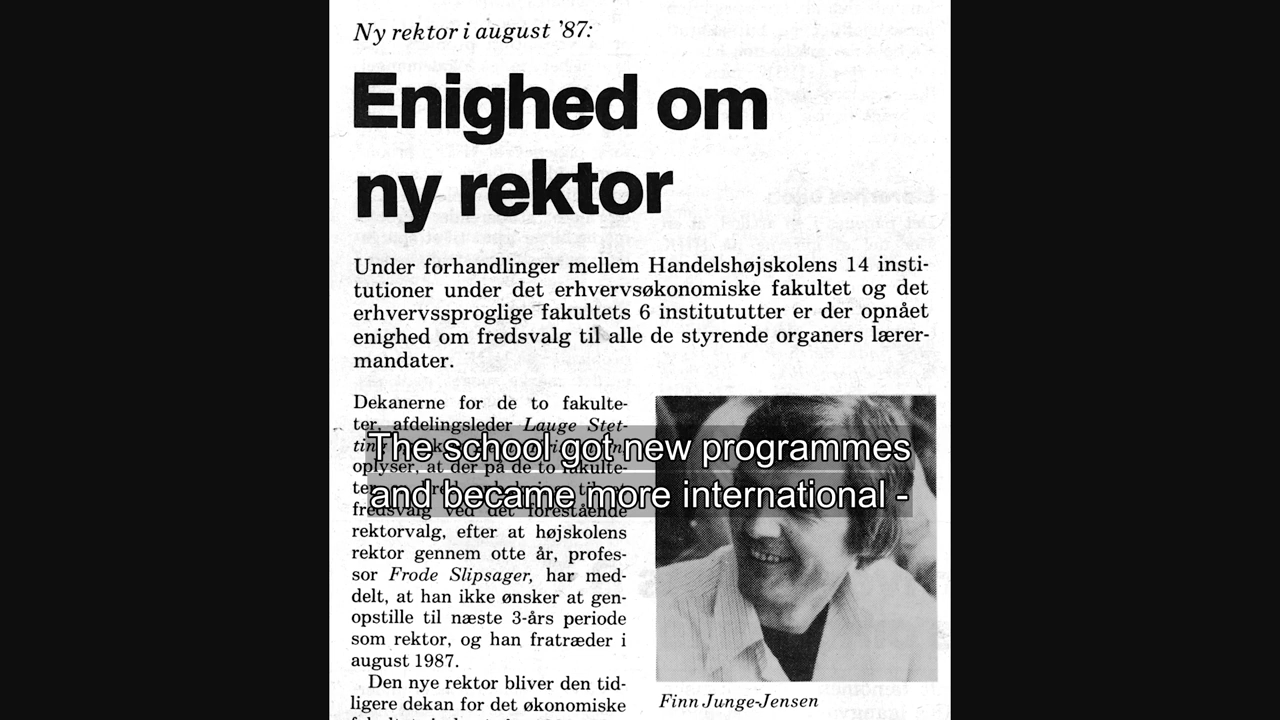 Ny rektor i august '87:
Enighed om
ny rektor
Under forhandlinger mellem Handelshøjskolens 14 insti-
tutioner under det erhvervsøkonomiske fakultet og det
erhvervssproglige fakultets 6 institututter er der opnået
enighed om fredsvalg til alle de styrende organers lærer-
mandater.
Dekanerne for de to fakulte-
ter, afdelingsleder Lauge Stet-
oplyser, at der på de to fakulte-
fredsvalg ved det forestående
rektorvalg, efter at højskolens
rektor gennem otte år, profes-
sor Frode Slipsager, har med-
delt, at han ikke ønsker at gen-
opstille til næste 3-års periode
som rektor, og han fratræder i
august 1987.
Den nye rektor bliver den tid-
ligere dekan for det økonomiske
The school got new programmes
and became more international -
Finn Junge-Jensen